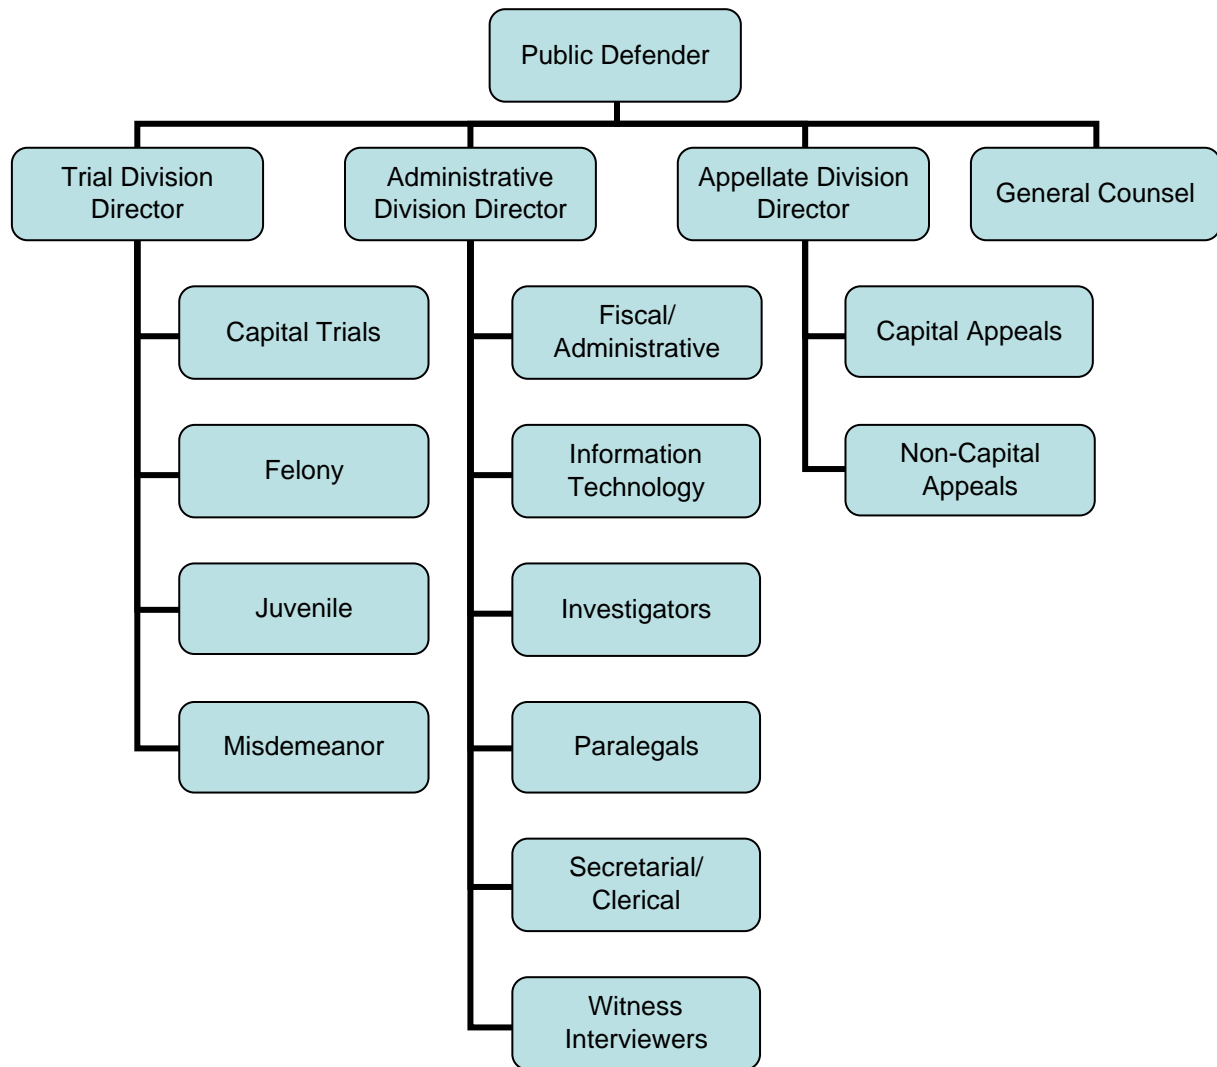 Public Defender
Trial Division
Director
Administrative
Division Director
Appellate Division
Director
General Counsel
Capital Trials
Fiscal/
Administrative
Capital Appeals
Felony
Information
Technology
Non-Capital
Appeals
Juvenile
Investigators
Misdemeanor
Paralegals
Secretarial/
Clerical
Witness
Interviewers